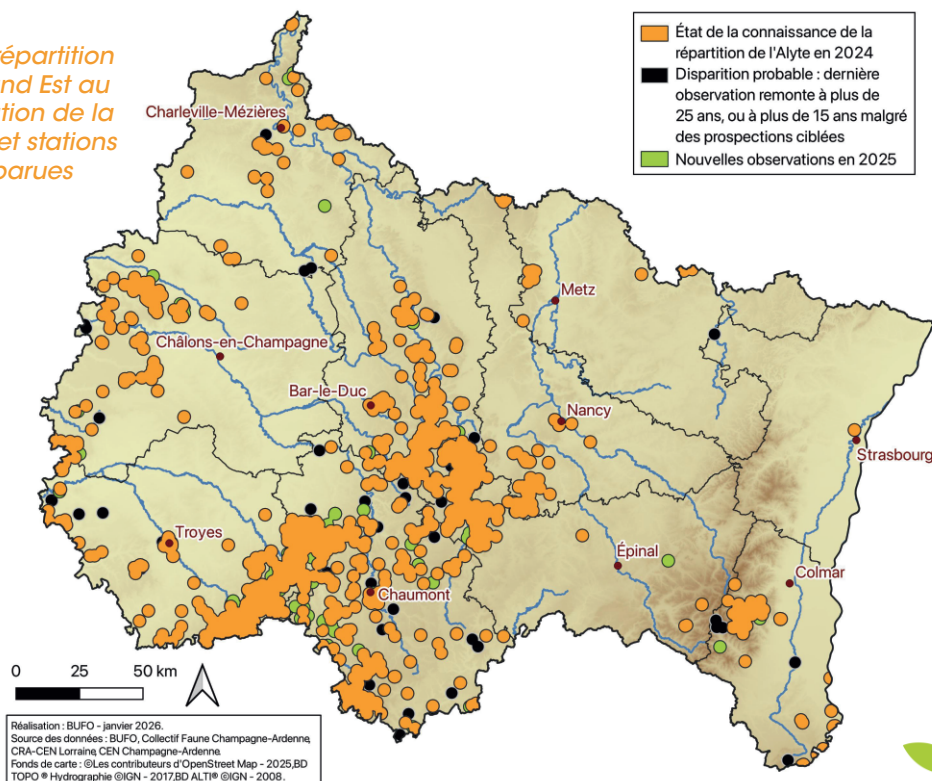 répartition
nd Est au
tion de la
et stations
parues
État de la connaissance de la
répartition de l'Alyte en 2024
Disparition probable : dernière
observation remonte à plus de
25 ans, ou à plus de 15 ans malgré
des prospections ciblées
Nouvelles observations en 2025
Charleville-Mézières
Metz
Châlons-en-Champagne
Bar-le-Duc
Nancy
Strasbourg
Troyes
Épinal
Colmar
Chaumont
0 25 50 km
Réalisation : BUFO - janvier 2026.
Source des données : BUFO, Collectif Faune Champagne-Ardenne,
CRA-CEN Lorraine, CEN Champagne-Ardenne.
Fonds de carte : ©Les contributeurs d'OpenStreet Map - 2025,BD
TOPO ® Hydrographie ©IGN - 2017,BD ALTI® ©IGN - 2008.